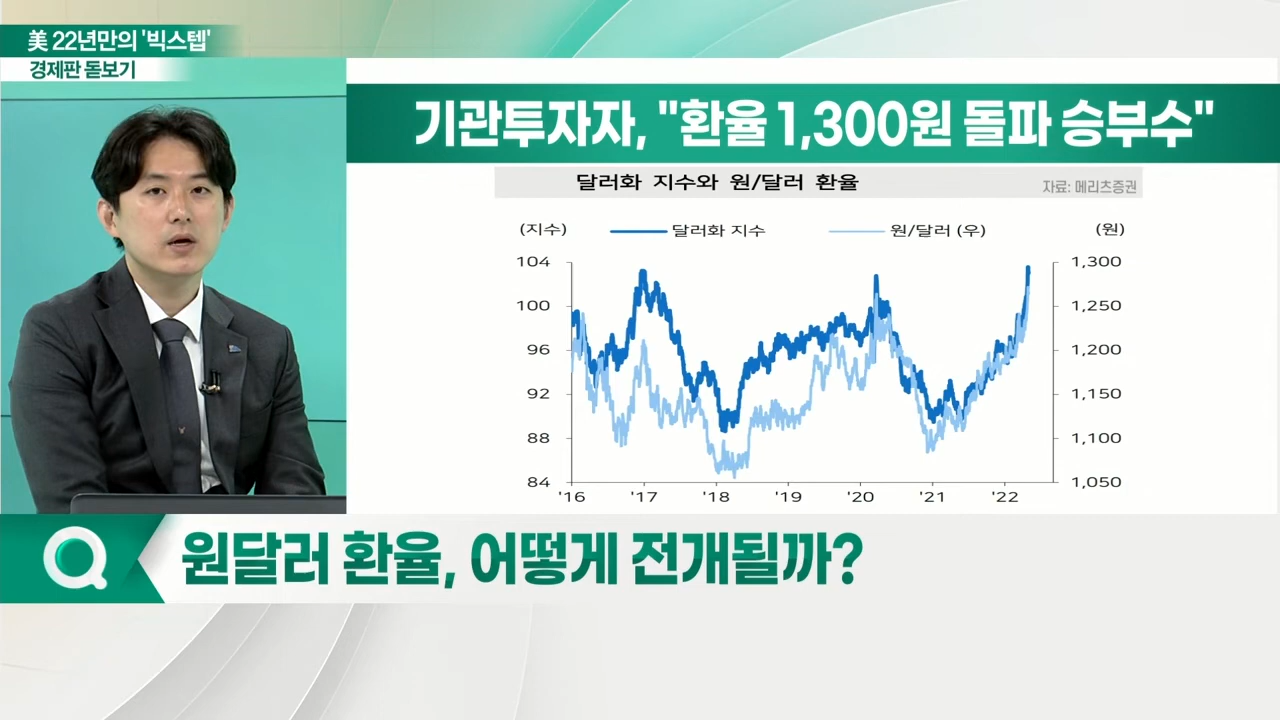 美 22년만의 '빅스텝'
경제판 돋보기
기관투자자, "환율 1,300원 돌파 승부수"
달러화 지수와 원/달러 환율
자료: 메리츠증권
(지수) 달러화 지수 원/달러 (우) (원)
104 1,300
100 1,250
96 1,200
92 1,150
88 1,100
84 1,050
'16 '17 '18 '19 '20 '21 '22
원달러 환율, 어떻게 전개될까?